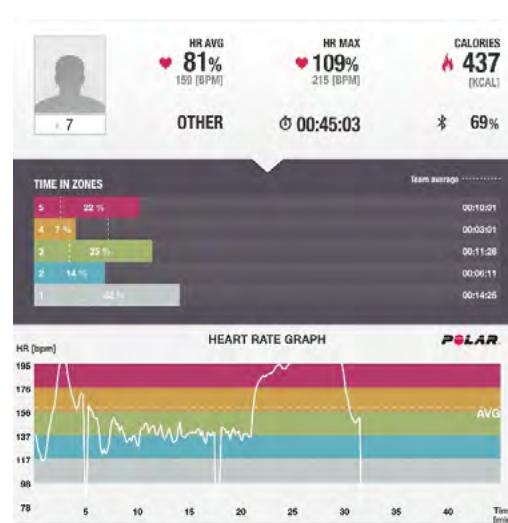 HR AVG
81%
159 [BPM]
HR MAX
109%
215 [BPM]
CALORIES
437
[KCAL]
7
OTHER
00:45:03
69%
TIME IN ZONES
Team average
5 22 % 00:10:01
4 7 % 00:03:01
3 25 % 00:11:26
2 14 % 00:06:11
1 32 % 00:14:25
HEART RATE GRAPH
POLAR
HR [bpm]
195
176
156
137
117
98
78
AVG
5 10 15 20 25 30 35 40